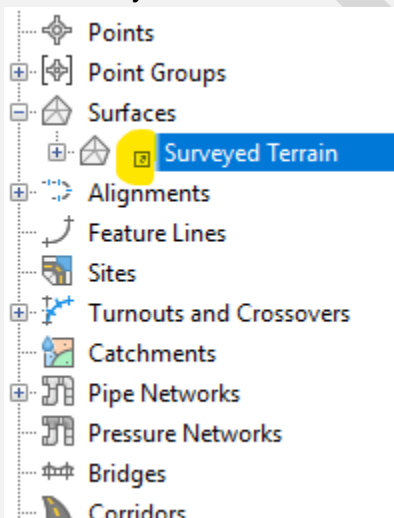 Points
Point Groups
Surfaces
Surveyed Terrain
Alignments
Feature Lines
Sites
Turnouts and Crossovers
Catchments
Pipe Networks
Pressure Networks
Bridges
Corridors